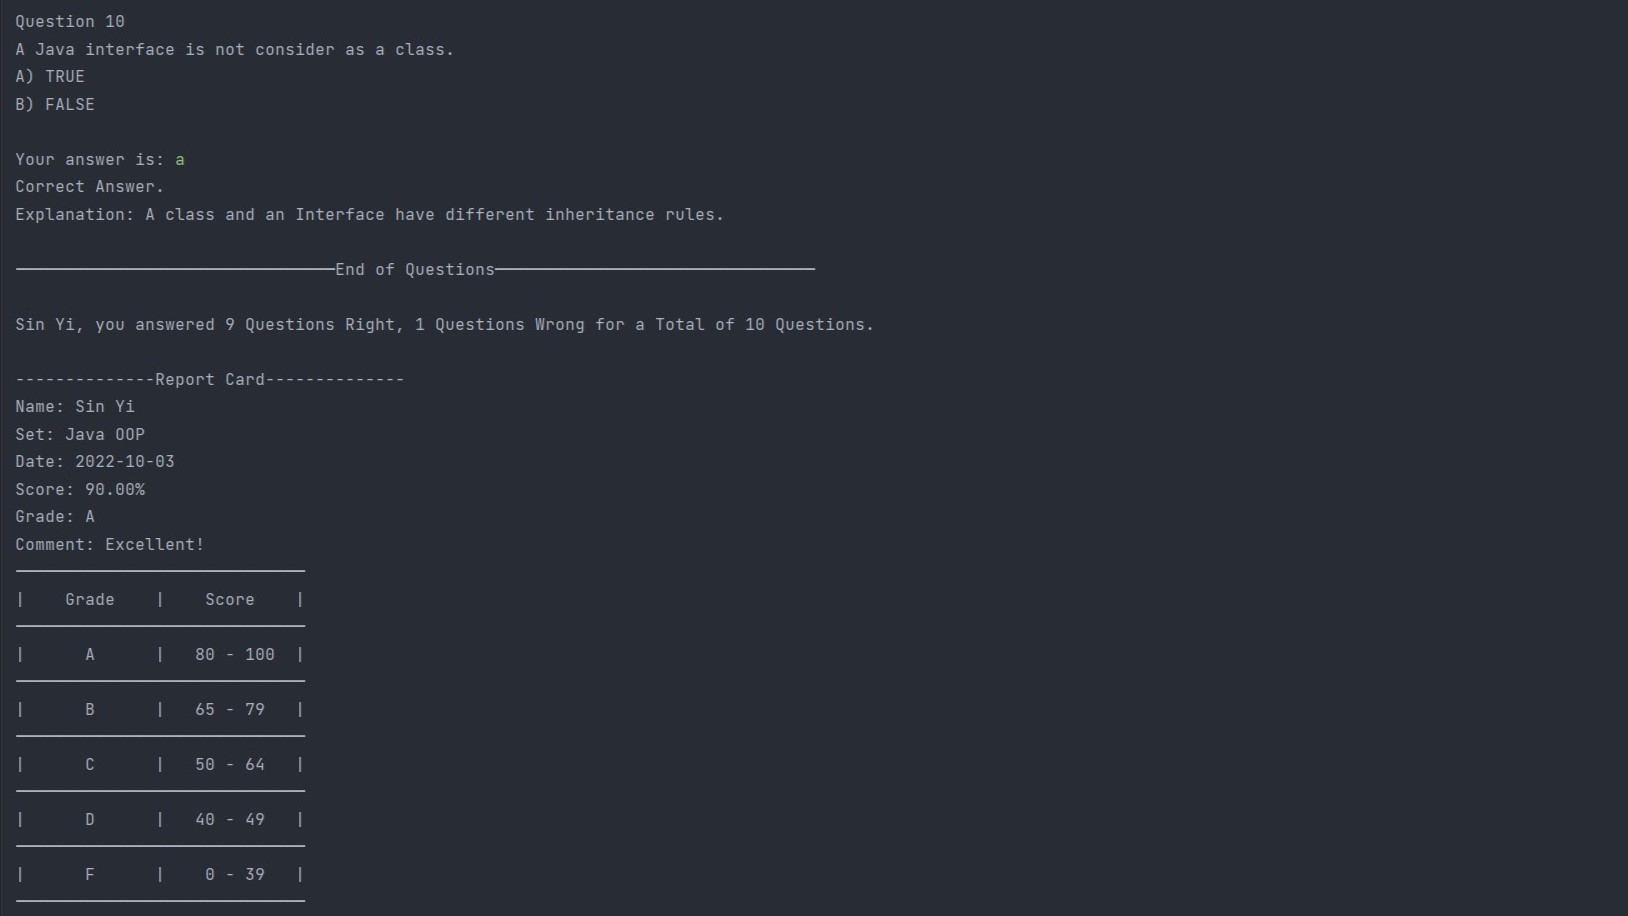 Question 10
A Java interface is not consider as a class.
A) TRUE
B) FALSE
Your answer is: a
Correct Answer.
Explanation: A class and an Interface have different inheritance rules.
————————————————————————————————End of Questions————————————————————————————————
Sin Yi, you answered 9 Questions Right, 1 Questions Wrong for a Total of 10 Questions.
--------------Report Card--------------
Name: Sin Yi
Set: Java OOP
Date: 2022-10-03
Score: 90.00%
Grade: A
Comment: Excellent!
—————————————————————————————
|    Grade    |    Score    |
—————————————————————————————
|      A      |   80 - 100  |
—————————————————————————————
|      B      |   65 - 79   |
—————————————————————————————
|      C      |   50 - 64   |
—————————————————————————————
|      D      |   40 - 49   |
—————————————————————————————
|      F      |    0 - 39   |
—————————————————————————————